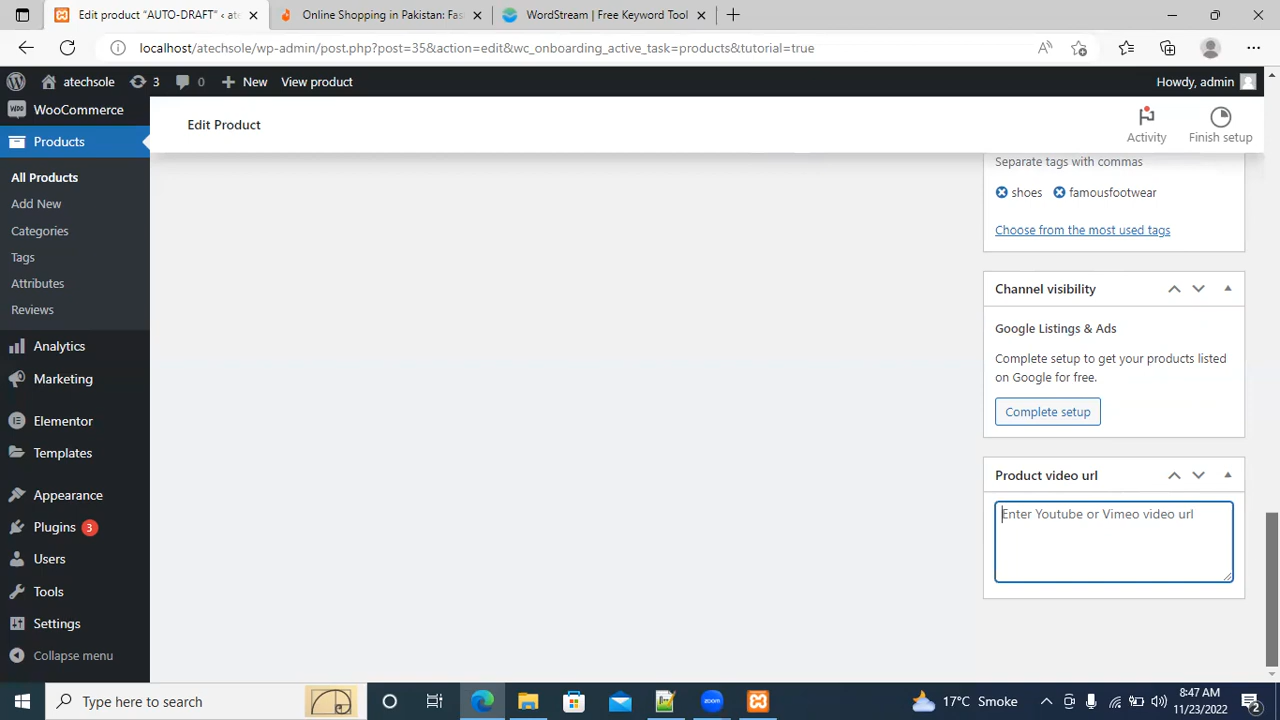 Edit product "AUTO-DRAFT" ‹ ate
Online Shopping in Pakistan: Fas
WordStream | Free Keyword Tool
localhost/atechsole/wp-admin/post.php?post=35&action=edit&wc_onboarding_active_task=products&tutorial=true
atechsole
3
0
New
View product
Howdy, admin
WooCommerce
Products
All Products
Add New
Categories
Tags
Attributes
Reviews
Analytics
Marketing
Elementor
Templates
Appearance
Plugins 3
Users
Tools
Settings
Collapse menu
Edit Product
Activity
Finish setup
Separate tags with commas
shoes famousfootwear
Choose from the most used tags
Channel visibility
Google Listings & Ads
Complete setup to get your products listed
on Google for free.
Complete setup
Product video url
Enter Youtube or Vimeo video url
Type here to search
zoom
17°C Smoke
8:47 AM
11/23/2022
2